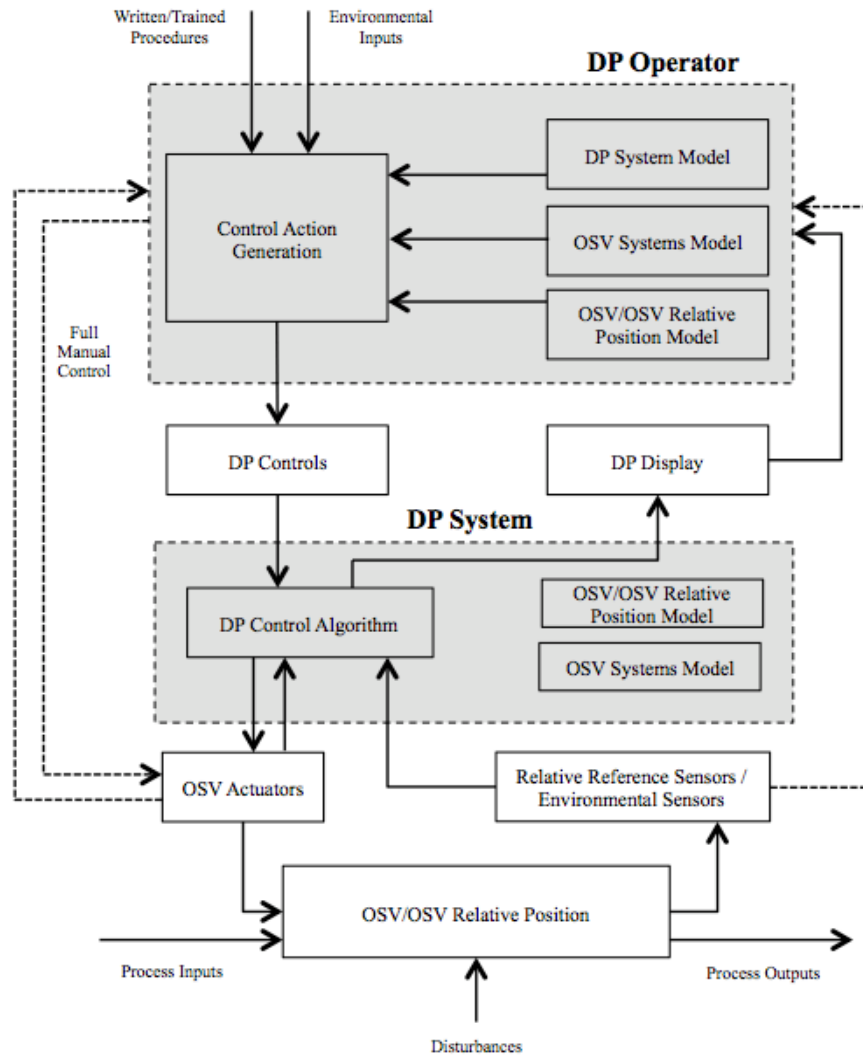 Written/Trained
Procedures
Environmental
Inputs
DP Operator
DP System Model
Control Action
Generation
OSV Systems Model
OSV/OSV Relative
Position Model
Full
Manual
Control
DP Controls
DP Display
DP System
DP Control Algorithm
OSV/OSV Relative
Position Model
OSV Systems Model
OSV Actuators
Relative Reference Sensors /
Environmental Sensors
OSV/OSV Relative Position
Process Inputs
Process Outputs
Disturbances